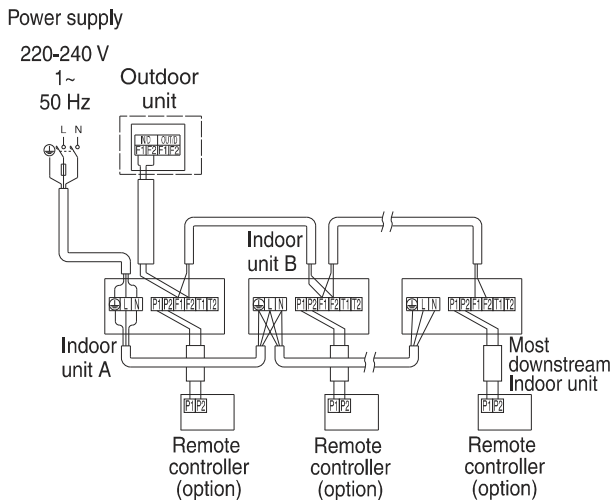 Power supply
220-240 V
1~
50 Hz
L N
Outdoor
unit
IN/D OUT/D
F1 F2 F1 F2
Indoor
unit B
L N
P1 P2 F1 F2 T1 T2
L N
P1 P2 F1 F2 T1 T2
L N
P1 P2 F1 F2 T1 T2
Indoor
unit A
Most
downstream
Indoor unit
P1 P2
P1 P2
P1 P2
Remote
controller
(option)
Remote
controller
(option)
Remote
controller
(option)